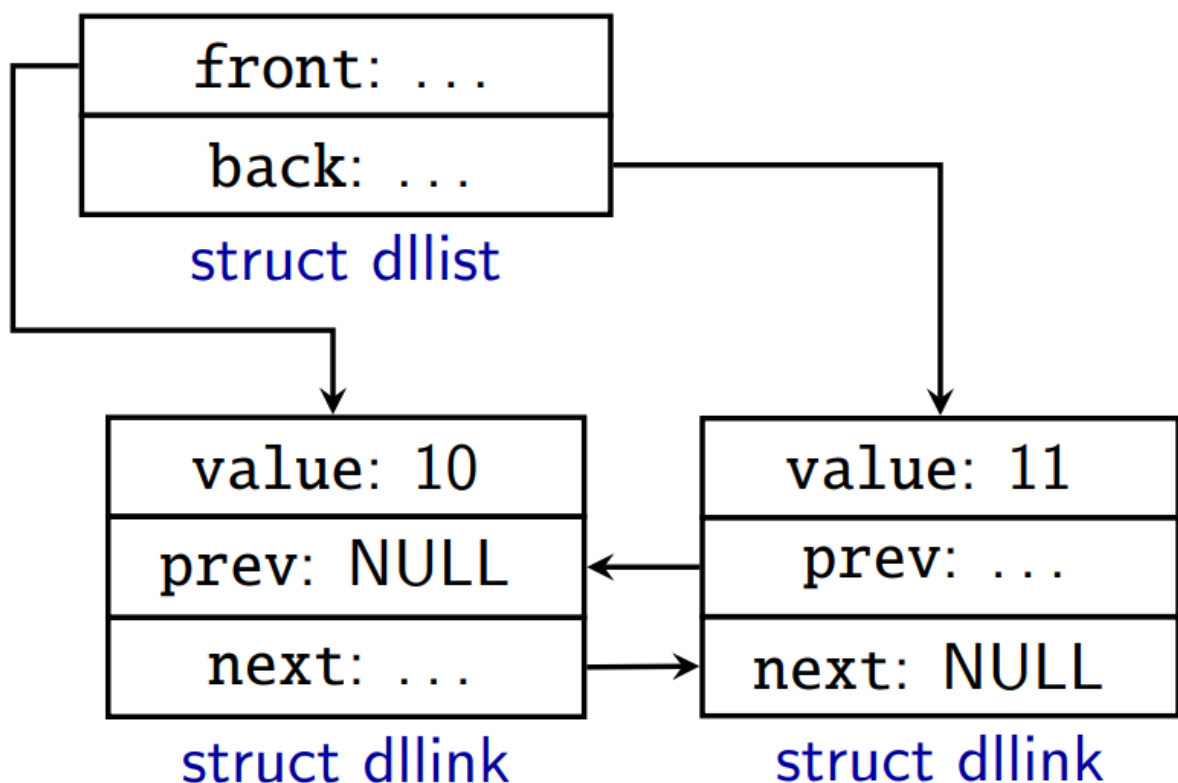 front: ...
back: ...
struct dllist
value: 10
prev: NULL
next: ...
struct dllink
value: 11
prev: ...
next: NULL
struct dllink